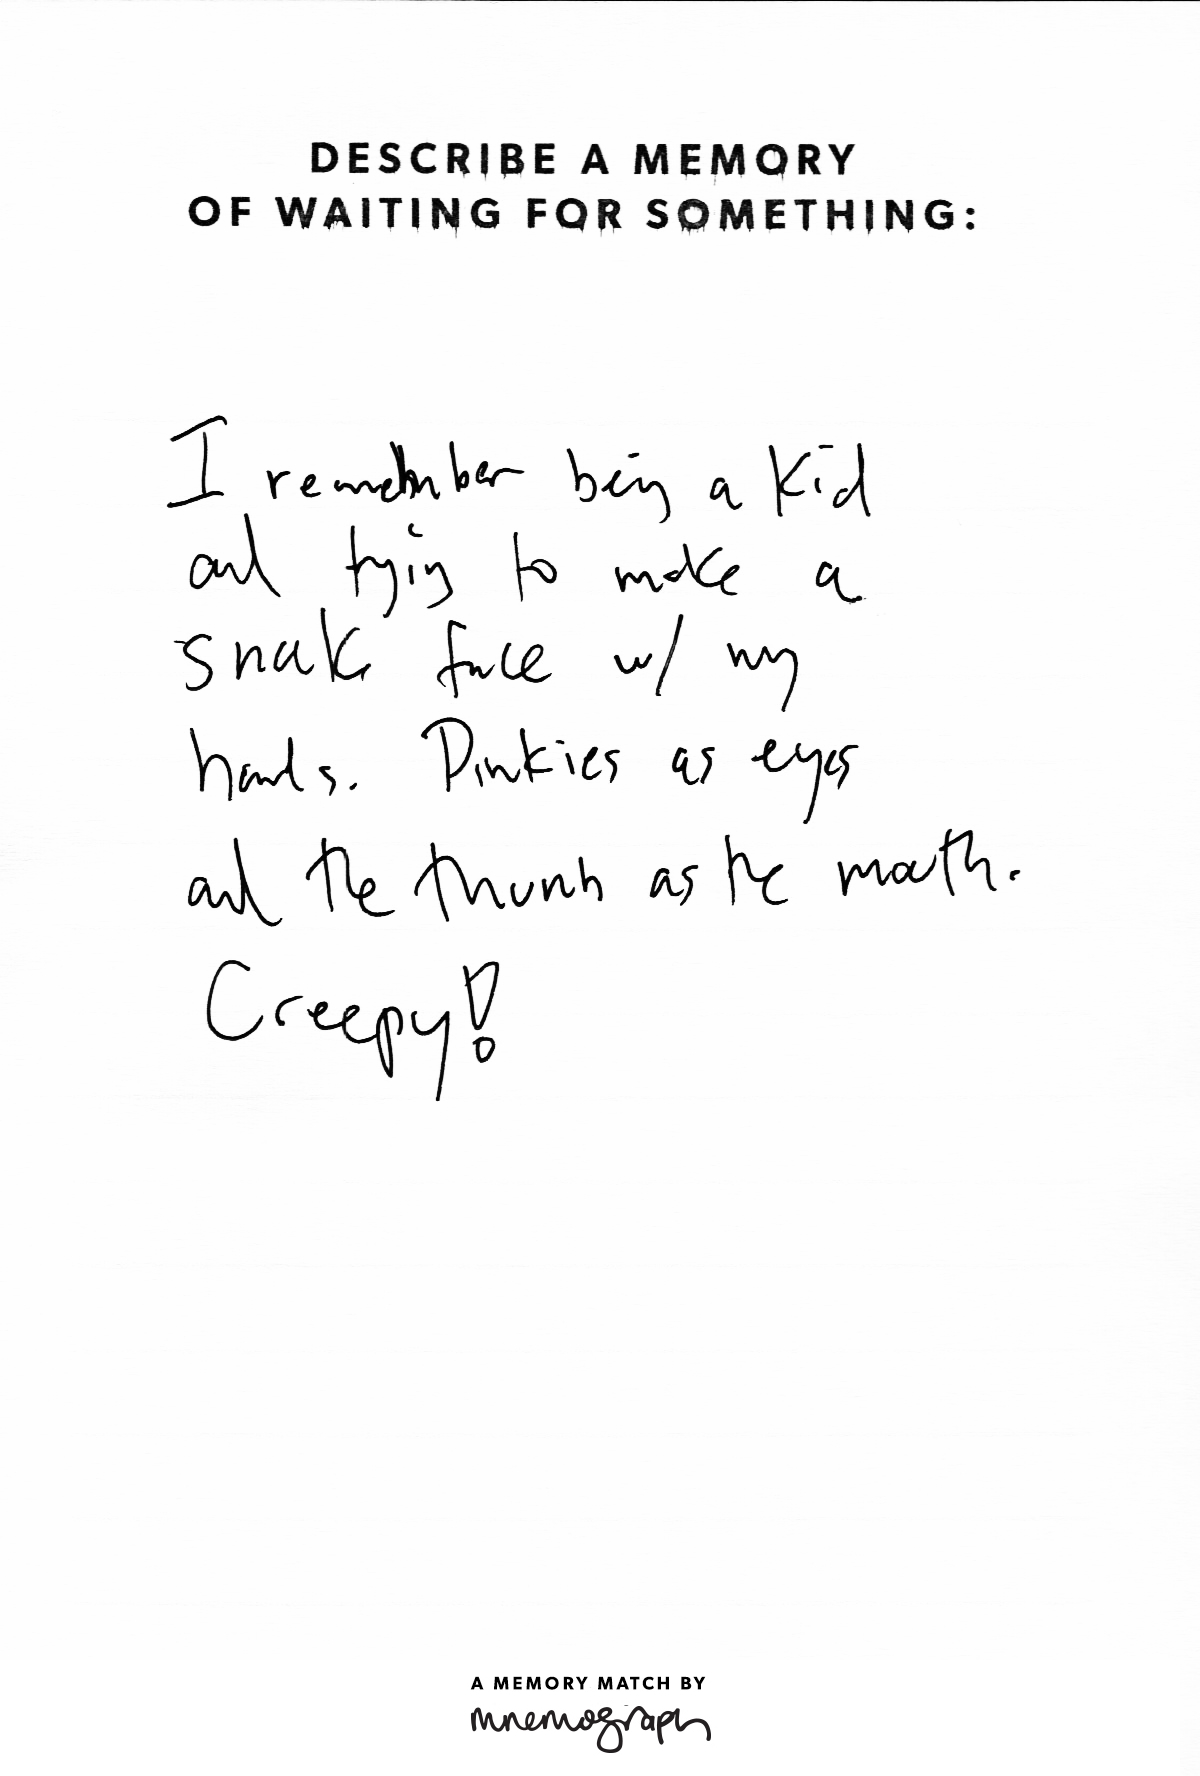 DESCRIBE A MEMORY
OF WAITING FOR SOMETHING:
I remember being a kid
and trying to make a
snake face w/ my
hands. Pinkies as eyes
and the thumb as the mouth.
Creepy!
A MEMORY MATCH BY
mnemograph